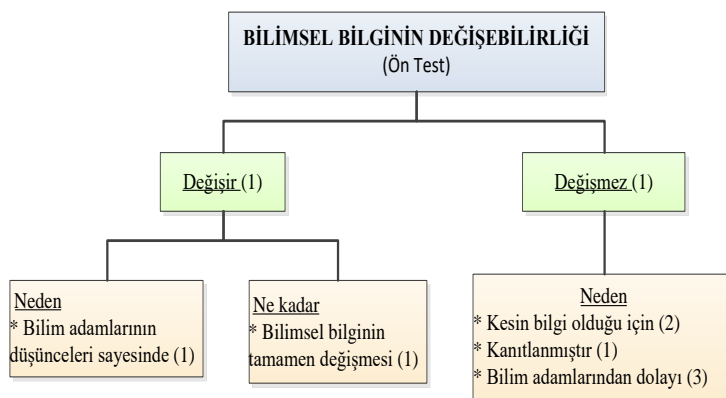 BİLİMSEL BİLGİNİN DEĞİŞEBİLİRLİĞİ
(Ön Test)
Değişir (1)
Değişmez (1)
Neden
* Bilim adamlarının
düşünceleri sayesinde (1)
Ne kadar
* Bilimsel bilginin
tamamen değişmesi (1)
Neden
* Kesin bilgi olduğu için (2)
* Kanıtlanmıştır (1)
* Bilim adamlarından dolayı (3)